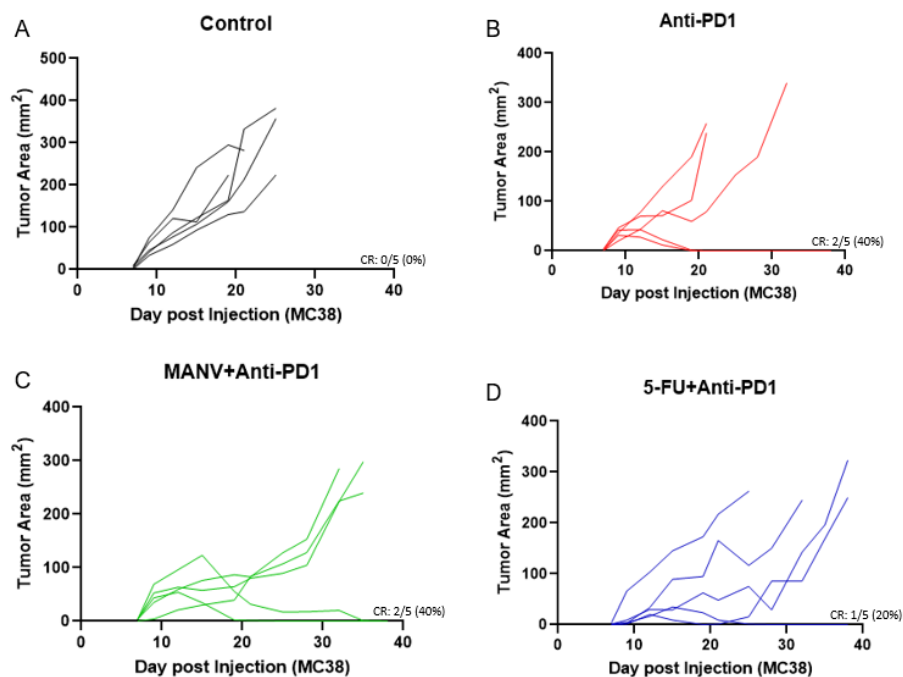 A
Control
Tumor Area (mm²)
500
400
300
200
100
0
CR: 0/5 (0%)
0 10 20 30 40
Day post Injection (MC38)
B
Anti-PD1
Tumor Area (mm²)
400
300
200
100
0
CR: 2/5 (40%)
0 10 20 30 40
Day post Injection (MC38)
C
MANV+Anti-PD1
Tumor Area (mm²)
400
300
200
100
0
CR: 2/5 (40%)
0 10 20 30 40
Day post Injection (MC38)
D
5-FU+Anti-PD1
Tumor Area (mm²)
400
300
200
100
0
CR: 1/5 (20%)
0 10 20 30 40
Day post Injection (MC38)